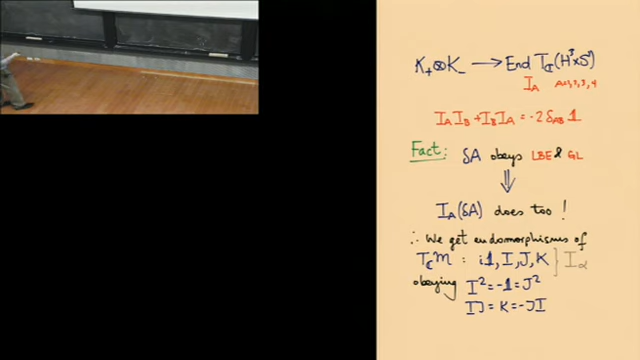 K₊⊗K₋ → End T_ℂ(H³×S¹)
I_A A=1,2,3,4
I_A I_B + I_B I_A = -2 δ_AB 𝟙
Fact: δA obeys LBE & GL
⇓
I_A(δA) does too !
∴ We get endomorphisms of
T_ℂ M : i𝟙, I, J, K } I_α
obeying I² = -𝟙 = J²
IJ = K = -JI